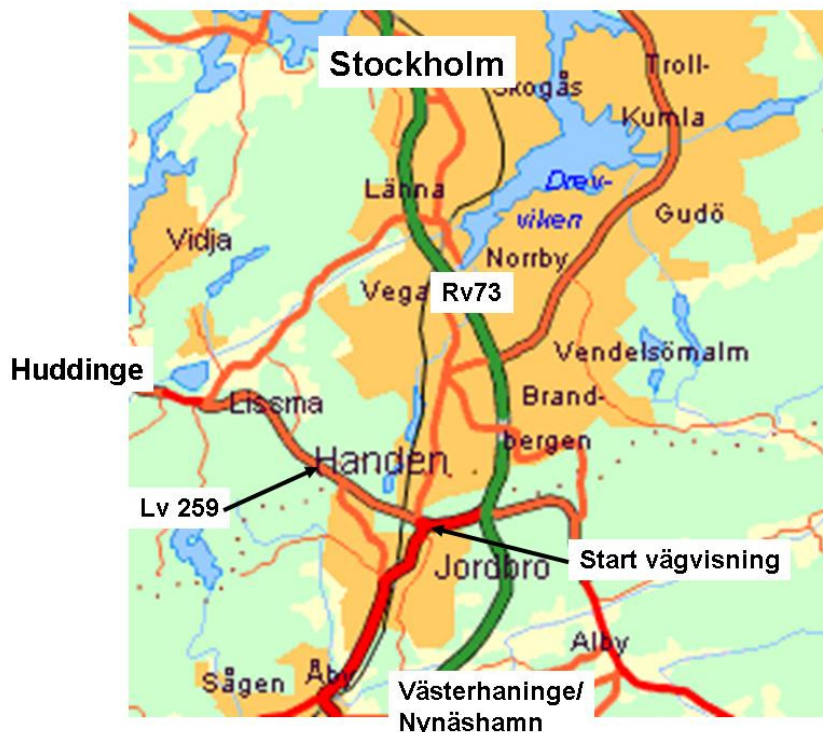 Stockholm
Skogås
Troll-
Kumla
Länna
Drev-
viken
Gudö
Vidja
Norrby
Vega
Rv73
Vendelsömalm
Huddinge
Lissma
Brand-
bergen
Handen
Lv 259
Start vägvisning
Jordbro
Alby
Sågen
Åby
Västerhaninge/
Nynäshamn